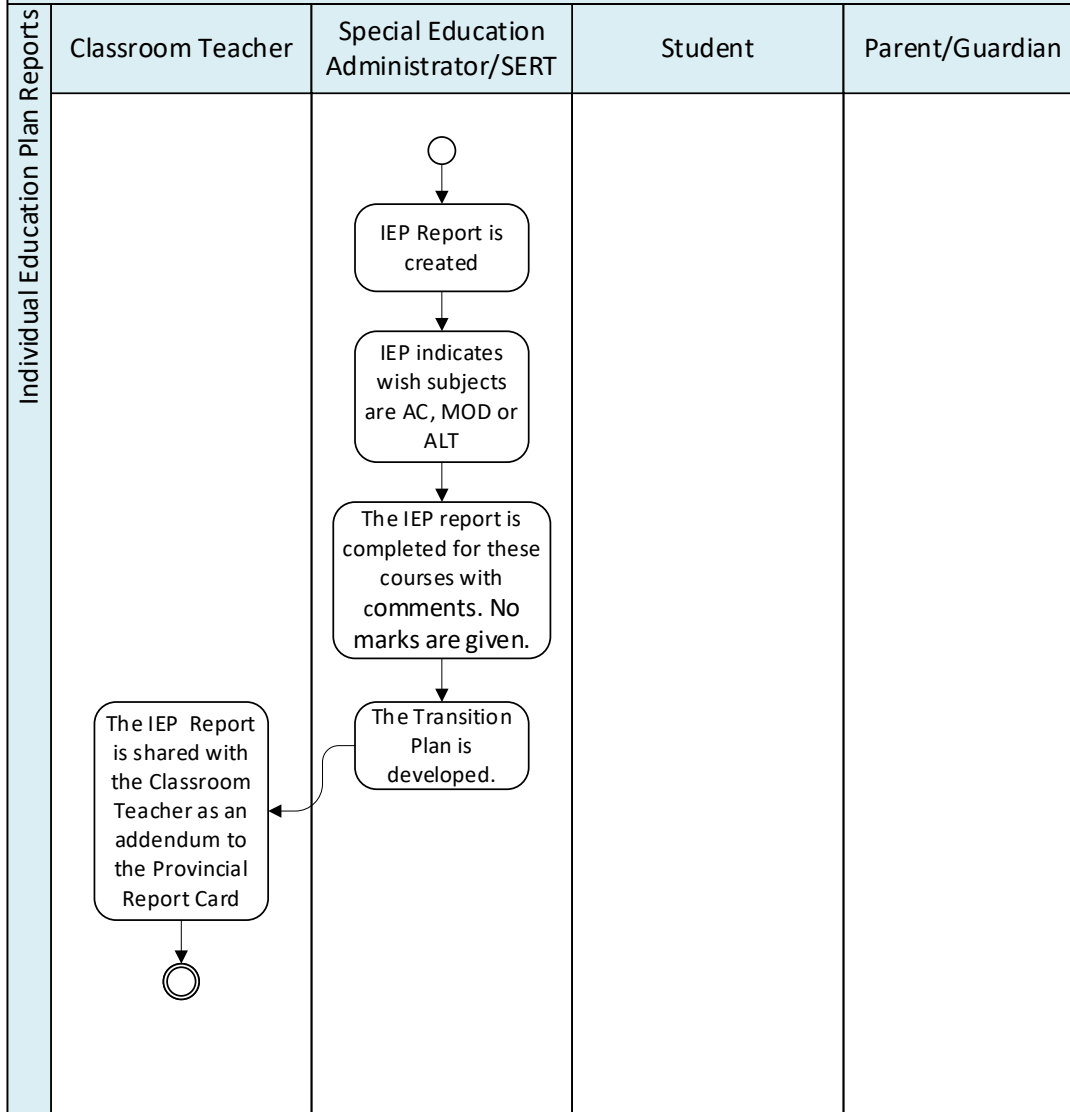 Individual Education Plan Reports
Classroom Teacher
Special Education
Administrator/SERT
Student
Parent/Guardian
IEP Report is
created
IEP indicates
wish subjects
are AC, MOD or
ALT
The IEP report is
completed for these
courses with
comments. No
marks are given.
The Transition
Plan is
developed.
The IEP Report
is shared with
the Classroom
Teacher as an
addendum to
the Provincial
Report Card